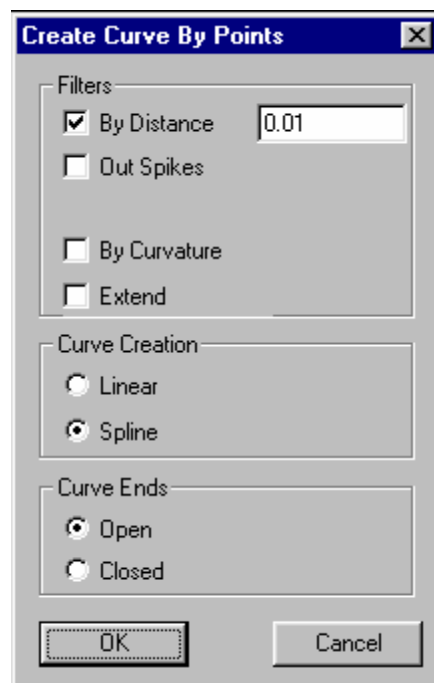 Create Curve By Points
Filters
By Distance 0.01
Out Spikes
By Curvature
Extend
Curve Creation
Linear
Spline
Curve Ends
Open
Closed
OK Cancel